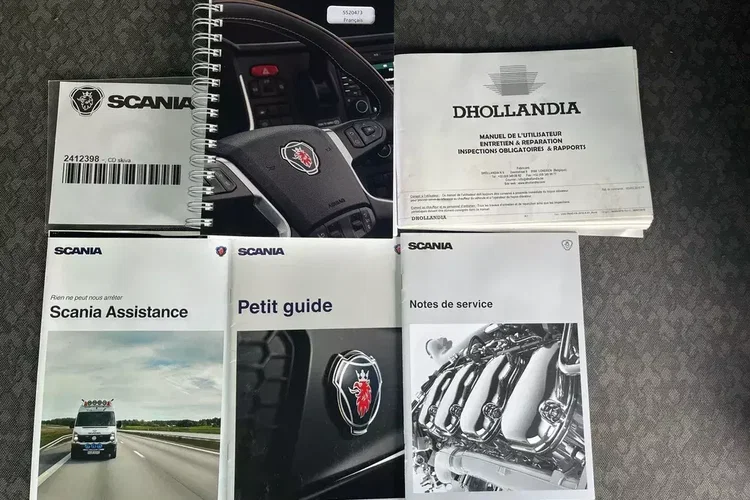 5520473
Français
SCANIA
2412398 - CD skiva
DHOLLANDIA
MANUEL DE L'UTILISATEUR
ENTRETIEN & REPARATION
INSPECTIONS OBLIGATOIRES & RAPPORTS
DHOLLANDIA
SCANIA
Rien ne peut nous arrêter
Scania Assistance
SCANIA
Petit guide
SCANIA
Notes de service